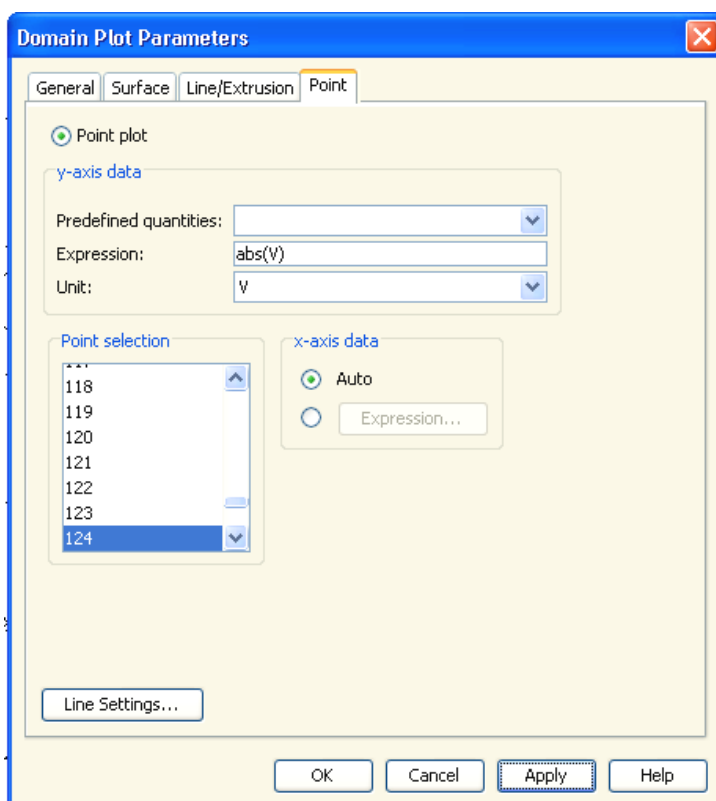 Domain Plot Parameters
General Surface Line/Extrusion Point
Point plot
y-axis data
Predefined quantities:
Expression: abs(V)
Unit: V
Point selection
118
119
120
121
122
123
124
x-axis data
Auto
Expression...
Line Settings...
OK Cancel Apply Help